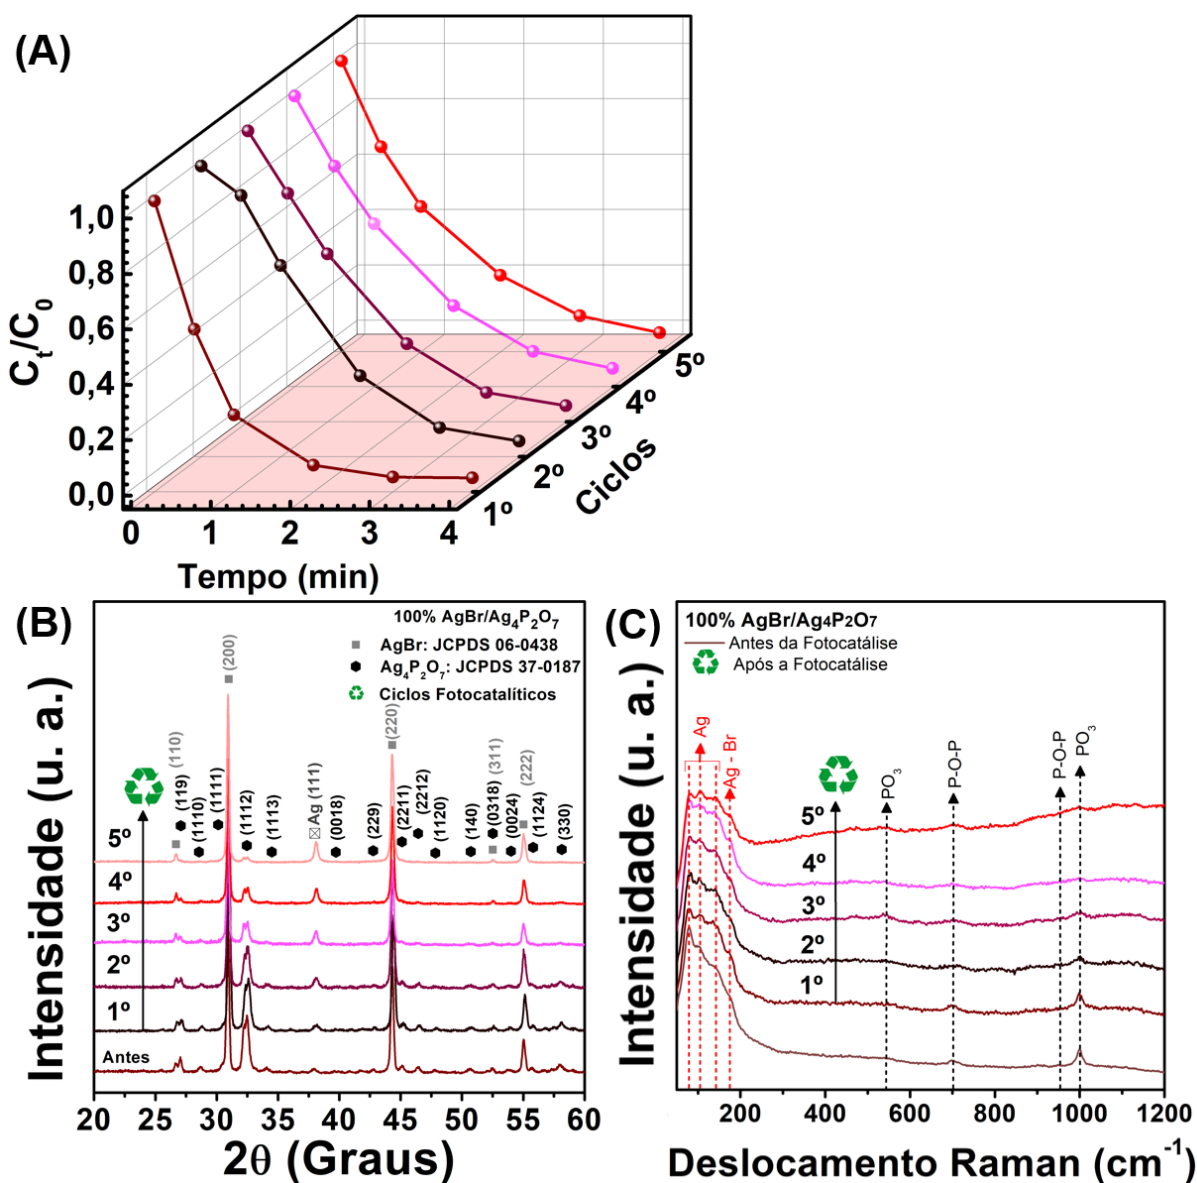 (A)
1,0
0,8
0,6
0,4
0,2
0,0
Ct/C0
0 1 2 3 4
Tempo (min)
1º
2º
3º
4º
5º
Ciclos
(B)
100% AgBr/Ag4P2O7
AgBr: JCPDS 06-0438
Ag4P2O7: JCPDS 37-0187
Ciclos Fotocatalíticos
(110)
(119)
(1110)
(1111)
(200)
(1112)
(1113)
Ag (111)
(0018)
(229)
(220)
(2211)
(2212)
(1120)
(140)
(0318)
(311)
(0024)
(222)
(1124)
(330)
5º
4º
3º
2º
1º
Antes
Intensidade (u. a.)
20 25 30 35 40 45 50 55 60
2θ (Graus)
(C)
100% AgBr/Ag4P2O7
Antes da Fotocatálise
Após a Fotocatálise
Ag
Ag - Br
PO3
P-O-P
P-O-P
PO3
5º
4º
3º
2º
1º
Intensidade (u. a.)
200 400 600 800 1000 1200
Deslocamento Raman (cm-1)